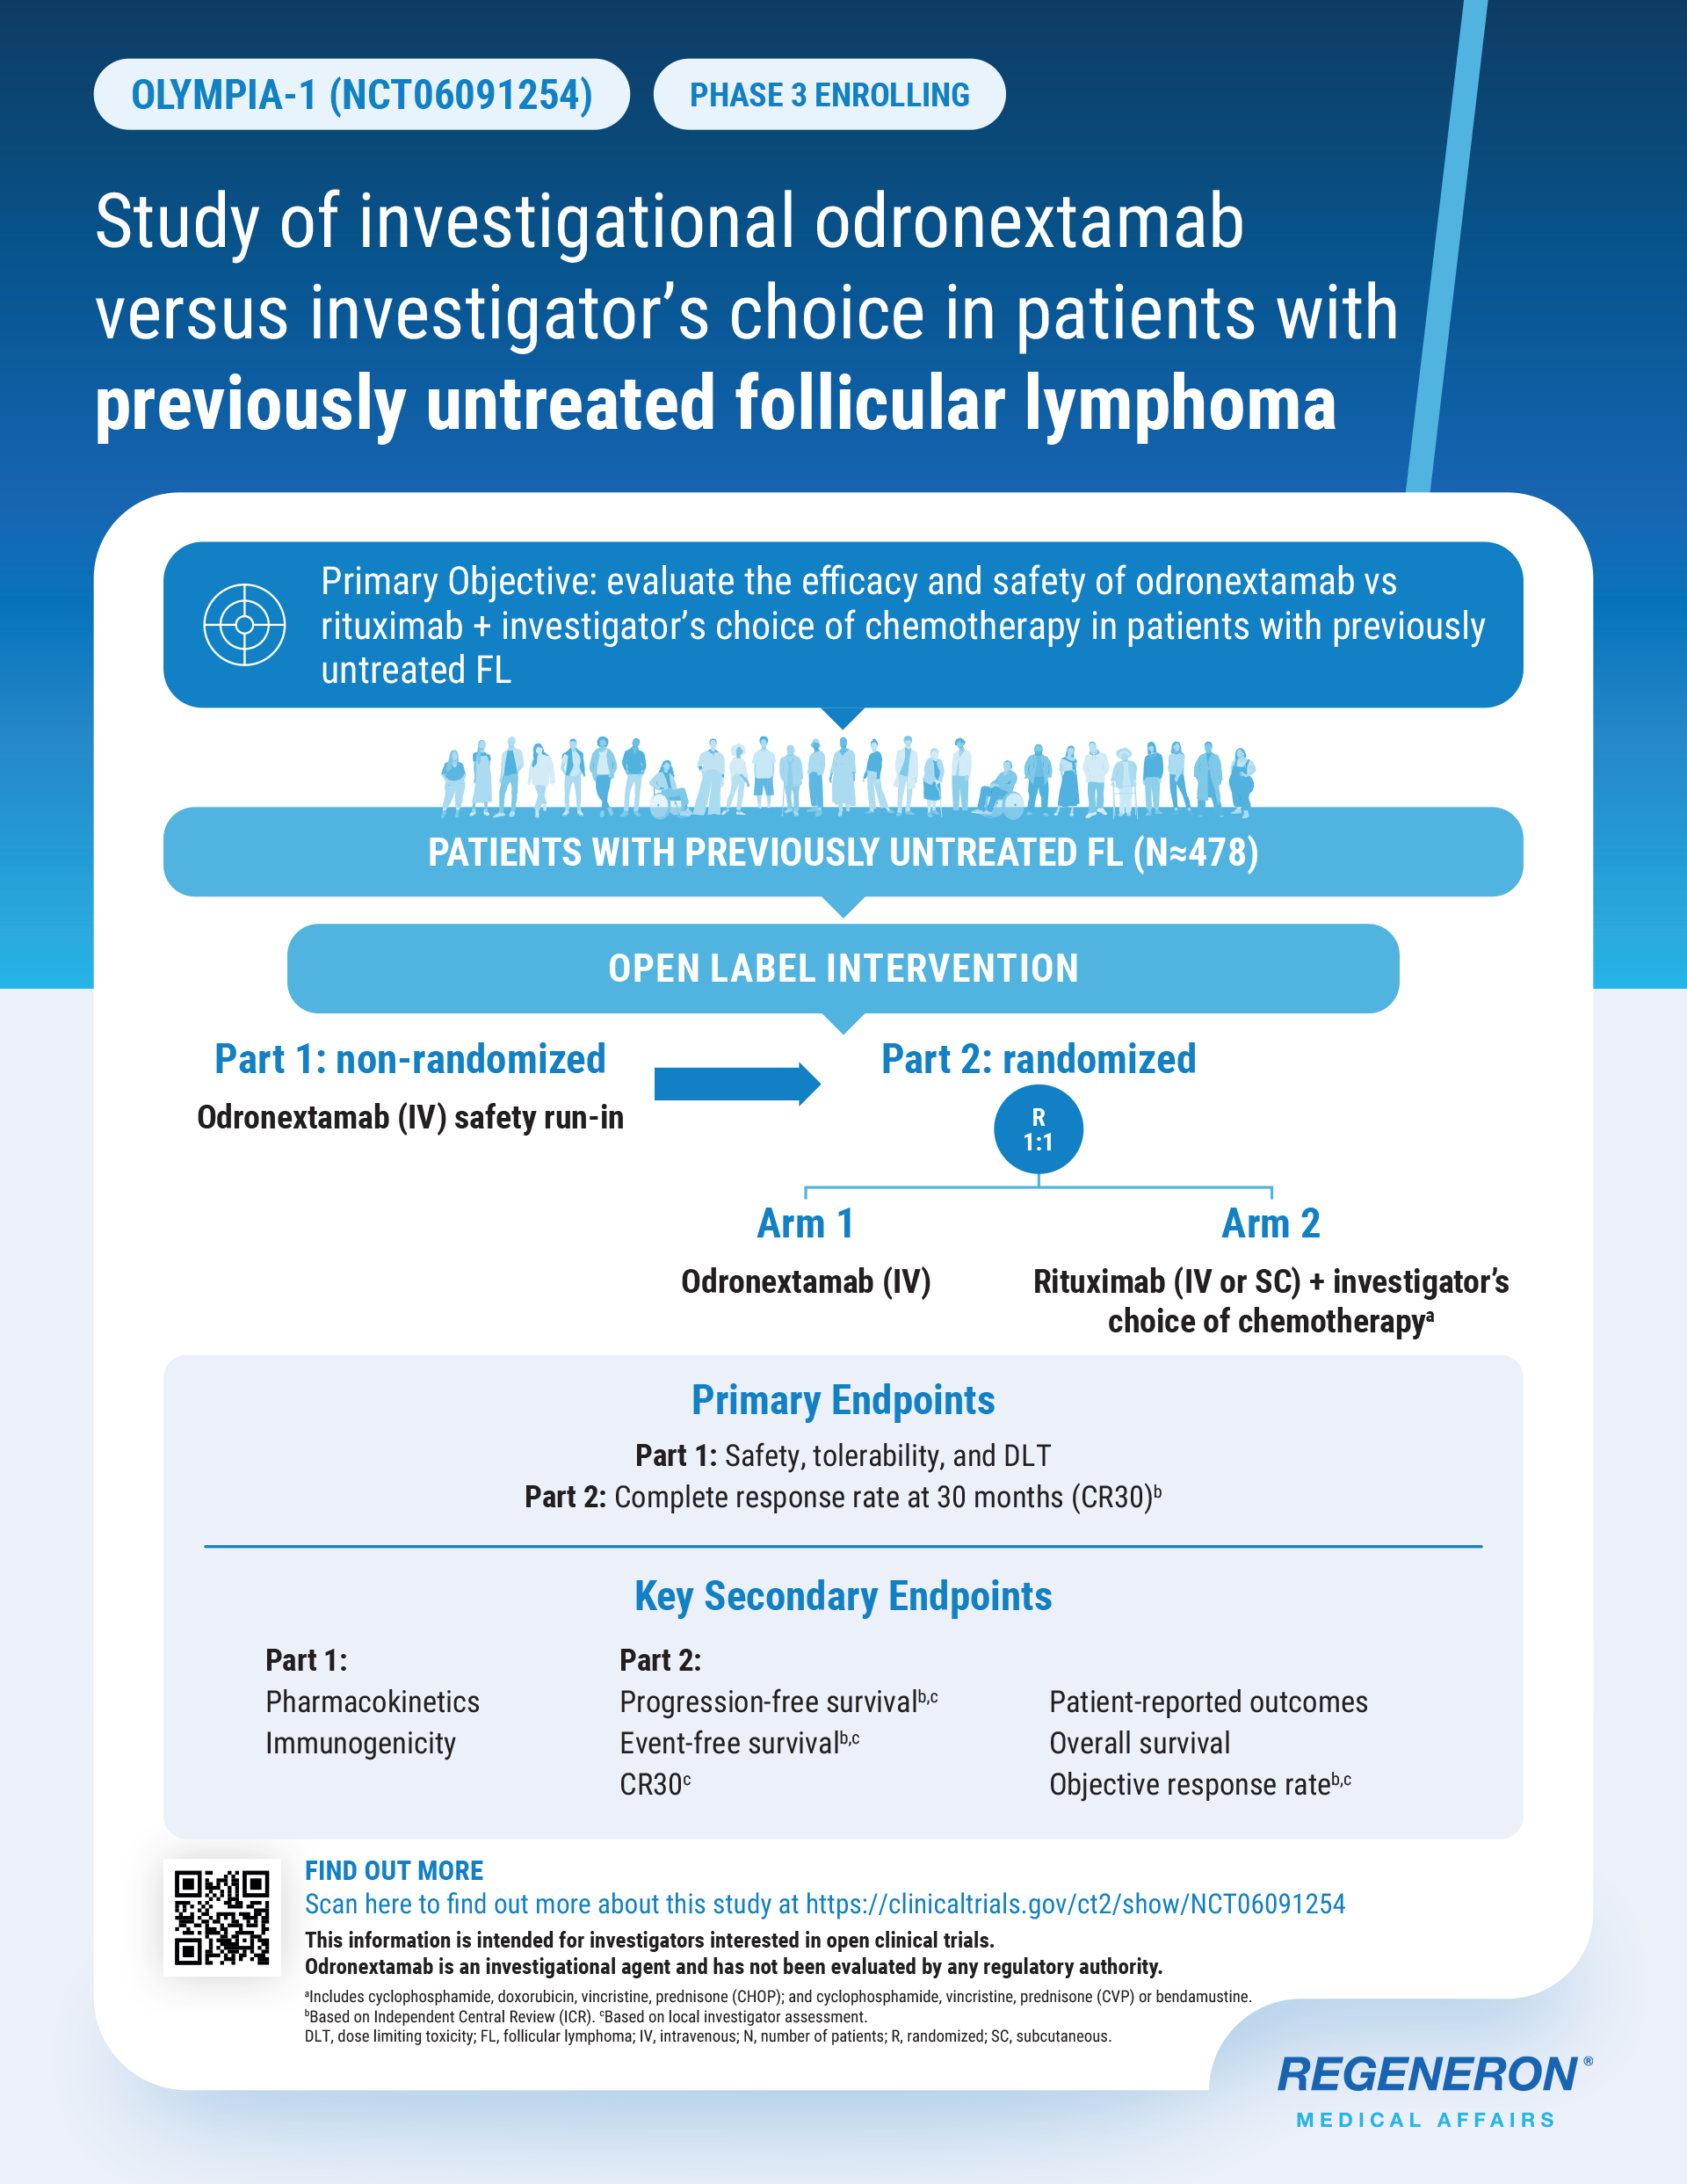 OLYMPIA-1 (NCT06091254)
PHASE 3 ENROLLING
Study of investigational odronextamab
versus investigator’s choice in patients with
previously untreated follicular lymphoma
Primary Objective: evaluate the efficacy and safety of odronextamab vs
rituximab + investigator’s choice of chemotherapy in patients with previously
untreated FL
PATIENTS WITH PREVIOUSLY UNTREATED FL (N≈478)
OPEN LABEL INTERVENTION
Part 1: non-randomized
Odronextamab (IV) safety run-in
Part 2: randomized
R
1:1
Arm 1
Odronextamab (IV)
Arm 2
Rituximab (IV or SC) + investigator’s
choice of chemotherapyᵃ
Primary Endpoints
Part 1: Safety, tolerability, and DLT
Part 2: Complete response rate at 30 months (CR30)ᵇ
Key Secondary Endpoints
Part 1:
Pharmacokinetics
Immunogenicity
Part 2:
Progression-free survivalᵇ,ᶜ
Event-free survivalᵇ,ᶜ
CR30ᶜ
Patient-reported outcomes
Overall survival
Objective response rateᵇ,ᶜ
FIND OUT MORE
Scan here to find out more about this study at https://clinicaltrials.gov/ct2/show/NCT06091254
This information is intended for investigators interested in open clinical trials.
Odronextamab is an investigational agent and has not been evaluated by any regulatory authority.
ᵃIncludes cyclophosphamide, doxorubicin, vincristine, prednisone (CHOP); and cyclophosphamide, vincristine, prednisone (CVP) or bendamustine.
ᵇBased on Independent Central Review (ICR). ᶜBased on local investigator assessment.
DLT, dose limiting toxicity; FL, follicular lymphoma; IV, intravenous; N, number of patients; R, randomized; SC, subcutaneous.
REGENERON®
MEDICAL AFFAIRS